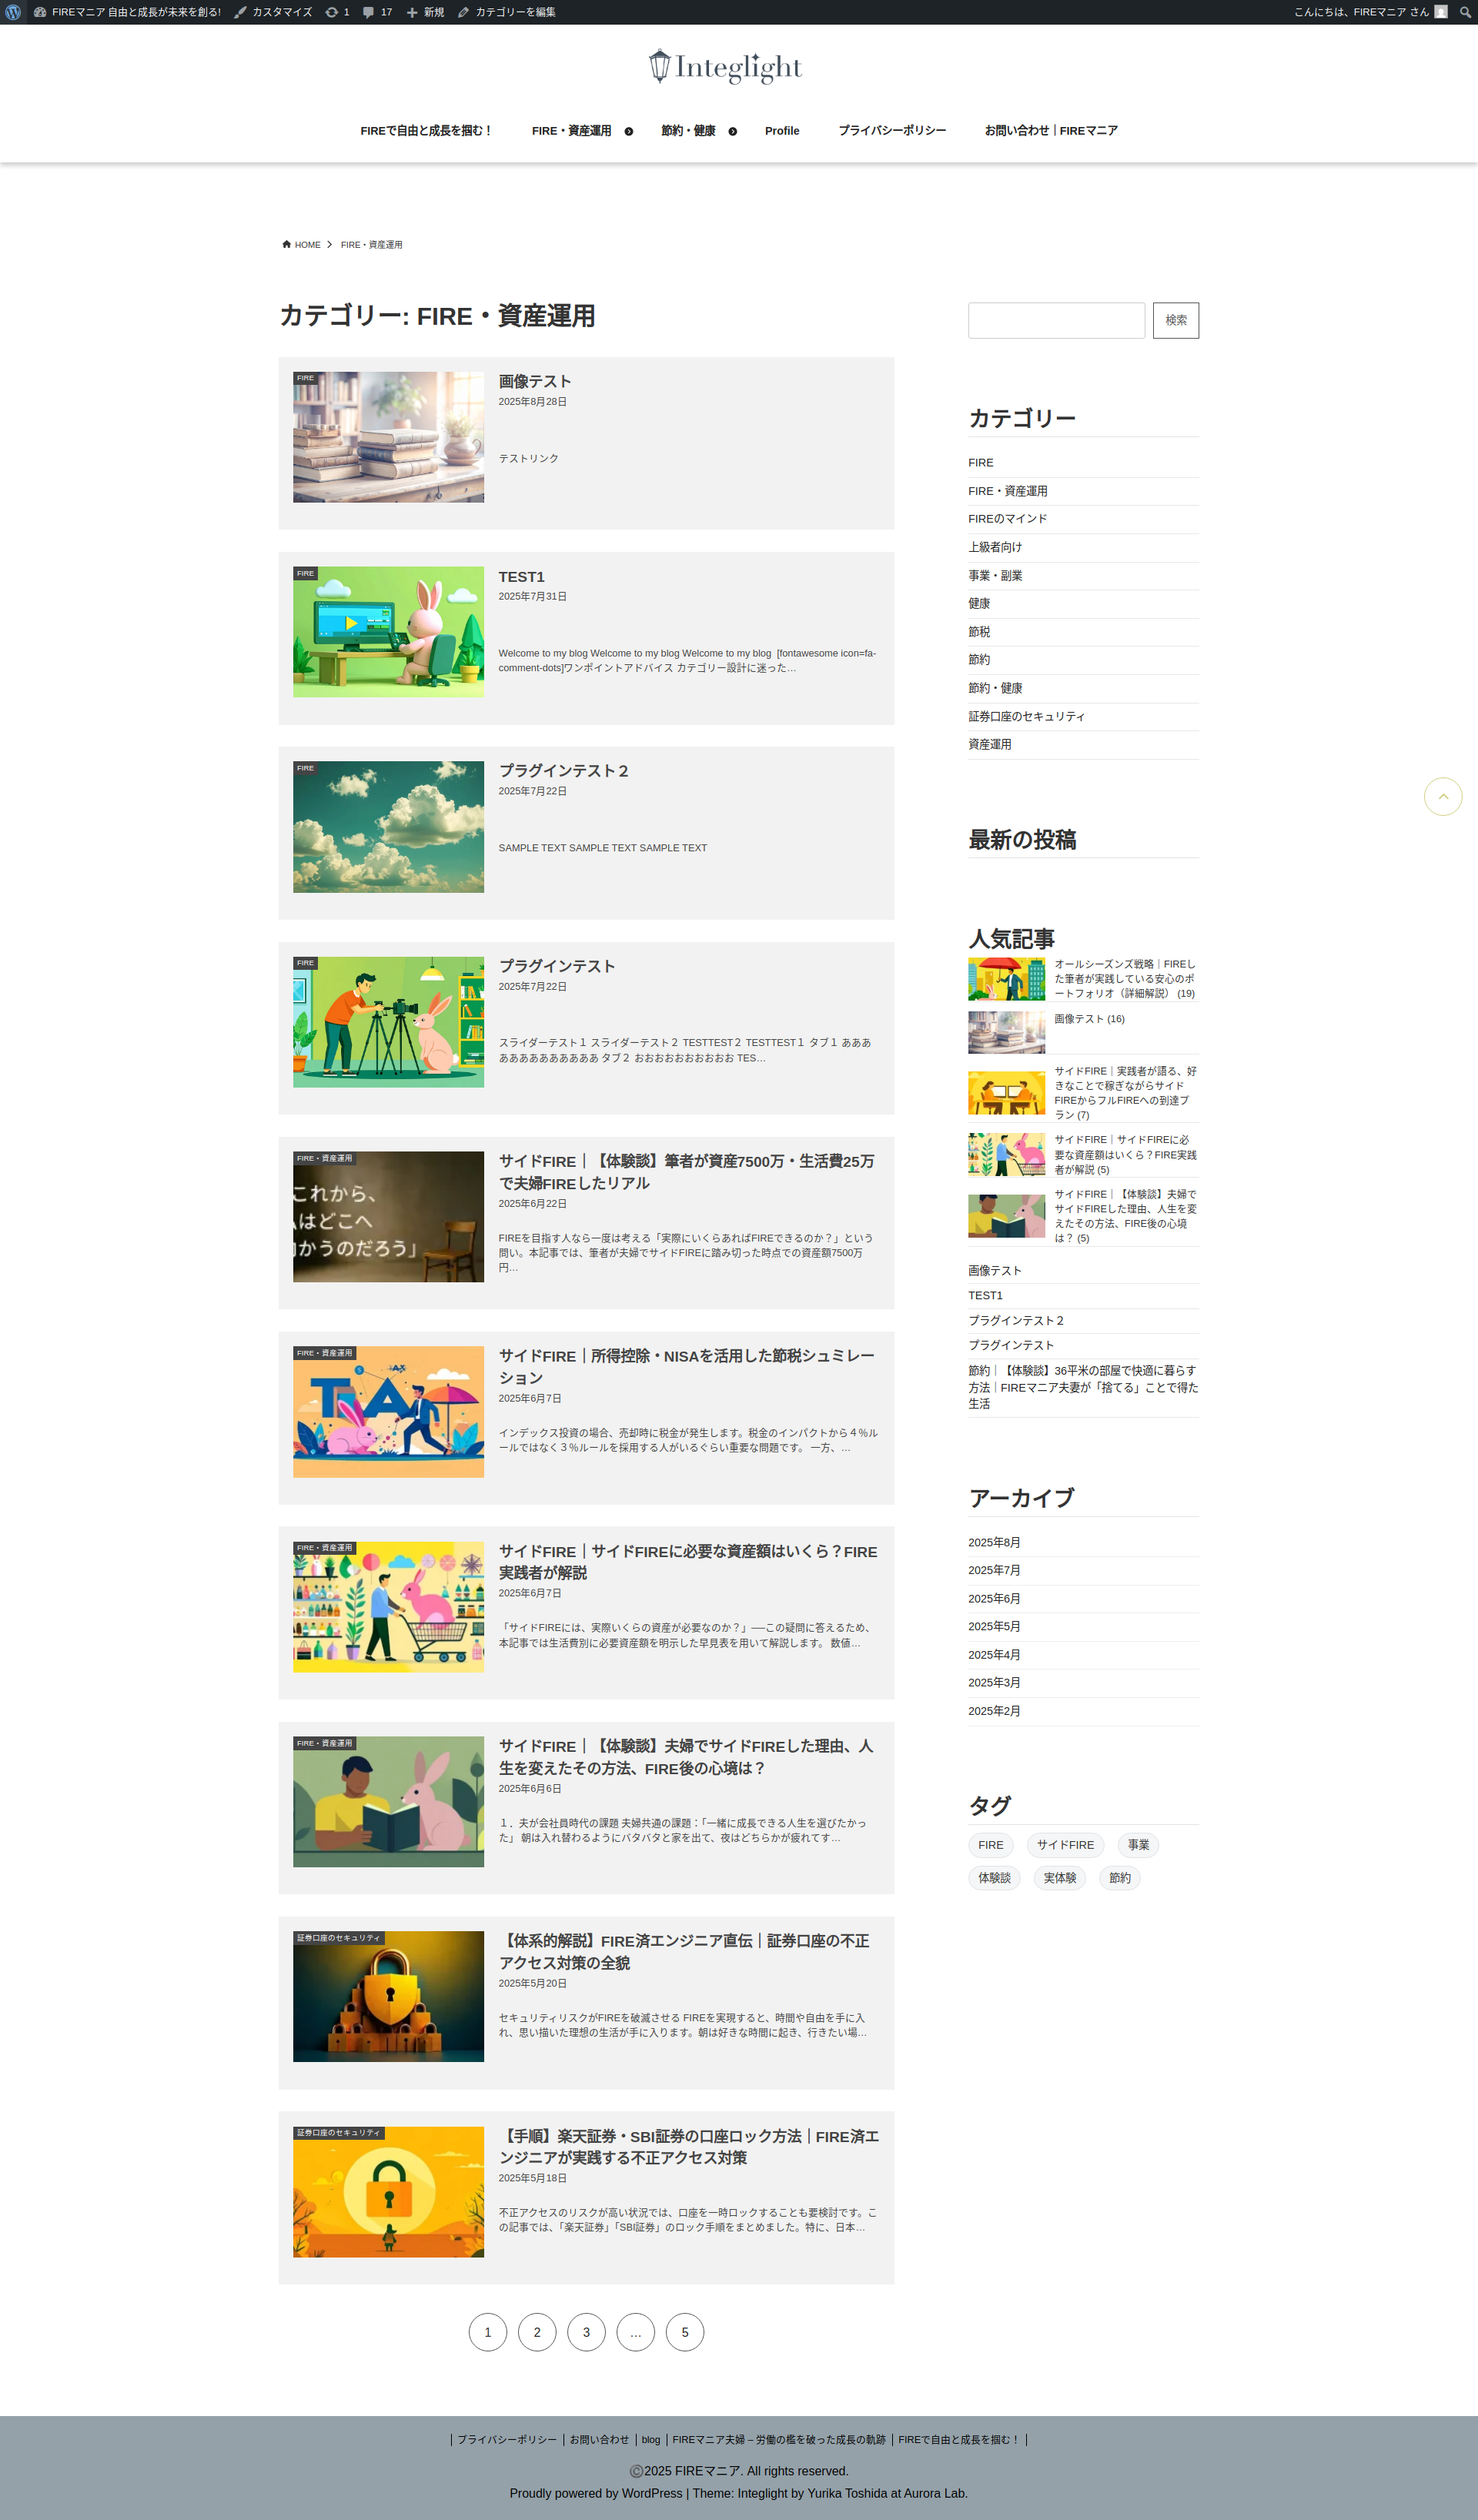 FIREマニア 自由と成長が未来を創る!
カスタマイズ
1
17
新規
カテゴリーを編集
こんにちは、FIREマニア さん
Integlight
FIREで自由と成長を掴む！
FIRE・資産運用
節約・健康
Profile
プライバシーポリシー
お問い合わせ｜FIREマニア
HOME
FIRE・資産運用
カテゴリー: FIRE・資産運用
FIRE
画像テスト
2025年8月28日
テストリンク
FIRE
TEST1
2025年7月31日
Welcome to my blog Welcome to my blog Welcome to my blog [fontawesome icon=fa-
comment-dots]ワンポイントアドバイス カテゴリー設計に迷った…
FIRE
プラグインテスト２
2025年7月22日
SAMPLE TEXT SAMPLE TEXT SAMPLE TEXT
FIRE
プラグインテスト
2025年7月22日
スライダーテスト１ スライダーテスト２ TESTTEST２ TESTTEST１ タブ１ あああ
ああああああああああ タブ２ おおおおおおおおおお TES…
FIRE・資産運用
これから、
はどこへ
かうのだろう」
サイドFIRE｜【体験談】筆者が資産7500万・生活費25万
で夫婦FIREしたリアル
2025年6月22日
FIREを目指す人なら一度は考える「実際にいくらあればFIREできるのか？」という
問い。本記事では、筆者が夫婦でサイドFIREに踏み切った時点での資産額7500万
円…
FIRE・資産運用
サイドFIRE｜所得控除・NISAを活用した節税シュミレー
ション
2025年6月7日
インデックス投資の場合、売却時に税金が発生します。税金のインパクトから４％ル
ールではなく３％ルールを採用する人がいるぐらい重要な問題です。 一方、…
FIRE・資産運用
サイドFIRE｜サイドFIREに必要な資産額はいくら？FIRE
実践者が解説
2025年6月7日
「サイドFIREには、実際いくらの資産が必要なのか？」──この疑問に答えるため、
本記事では生活費別に必要資産額を明示した早見表を用いて解説します。 数値…
FIRE・資産運用
サイドFIRE｜【体験談】夫婦でサイドFIREした理由、人
生を変えたその方法、FIRE後の心境は？
2025年6月6日
１．夫が会社員時代の課題 夫婦共通の課題：「一緒に成長できる人生を選びたかっ
た」 朝は入れ替わるようにバタバタと家を出て、夜はどちらかが疲れてす…
証券口座のセキュリティ
【体系的解説】FIRE済エンジニア直伝｜証券口座の不正
アクセス対策の全貌
2025年5月20日
セキュリティリスクがFIREを破滅させる FIREを実現すると、時間や自由を手に入
れ、思い描いた理想の生活が手に入ります。朝は好きな時間に起き、行きたい場…
証券口座のセキュリティ
【手順】楽天証券・SBI証券の口座ロック方法｜FIRE済エ
ンジニアが実践する不正アクセス対策
2025年5月18日
不正アクセスのリスクが高い状況では、口座を一時ロックすることも要検討です。こ
の記事では、「楽天証券」「SBI証券」のロック手順をまとめました。特に、日本…
1
2
3
…
5
検索
カテゴリー
FIRE
FIRE・資産運用
FIREのマインド
上級者向け
事業・副業
健康
節税
節約
節約・健康
証券口座のセキュリティ
資産運用
最新の投稿
人気記事
オールシーズンズ戦略｜FIREし
た筆者が実践している安心のポ
ートフォリオ（詳細解説） (19)
画像テスト (16)
サイドFIRE｜実践者が語る、好
きなことで稼ぎながらサイド
FIREからフルFIREへの到達プ
ラン (7)
サイドFIRE｜サイドFIREに必
要な資産額はいくら？FIRE実践
者が解説 (5)
サイドFIRE｜【体験談】夫婦で
サイドFIREした理由、人生を変
えたその方法、FIRE後の心境
は？ (5)
画像テスト
TEST1
プラグインテスト２
プラグインテスト
節約｜【体験談】36平米の部屋で快適に暮らす
方法｜FIREマニア夫妻が「捨てる」ことで得た
生活
アーカイブ
2025年8月
2025年7月
2025年6月
2025年5月
2025年4月
2025年3月
2025年2月
タグ
FIRE
サイドFIRE
事業
体験談
実体験
節約
プライバシーポリシー
お問い合わせ
blog
FIREマニア夫婦 – 労働の檻を破った成長の軌跡
FIREで自由と成長を掴む！
©2025 FIREマニア. All rights reserved.
Proudly powered by WordPress | Theme: Integlight by Yurika Toshida at Aurora Lab.